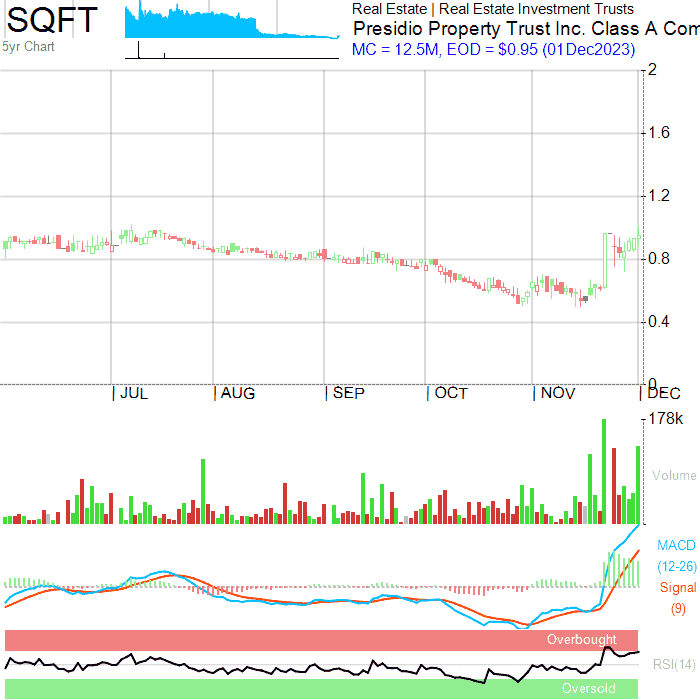 SQFT
5yr Chart
Real Estate | Real Estate Investment Trusts
Presidio Property Trust Inc. Class A Com
MC = 12.5M, EOD = $0.95 (01Dec2023)
2
1.6
1.2
0.8
0.4
0
JUL AUG SEP OCT NOV DEC
178k
Volume
MACD
(12-26)
Signal
(9)
Overbought
RSI(14)
Oversold